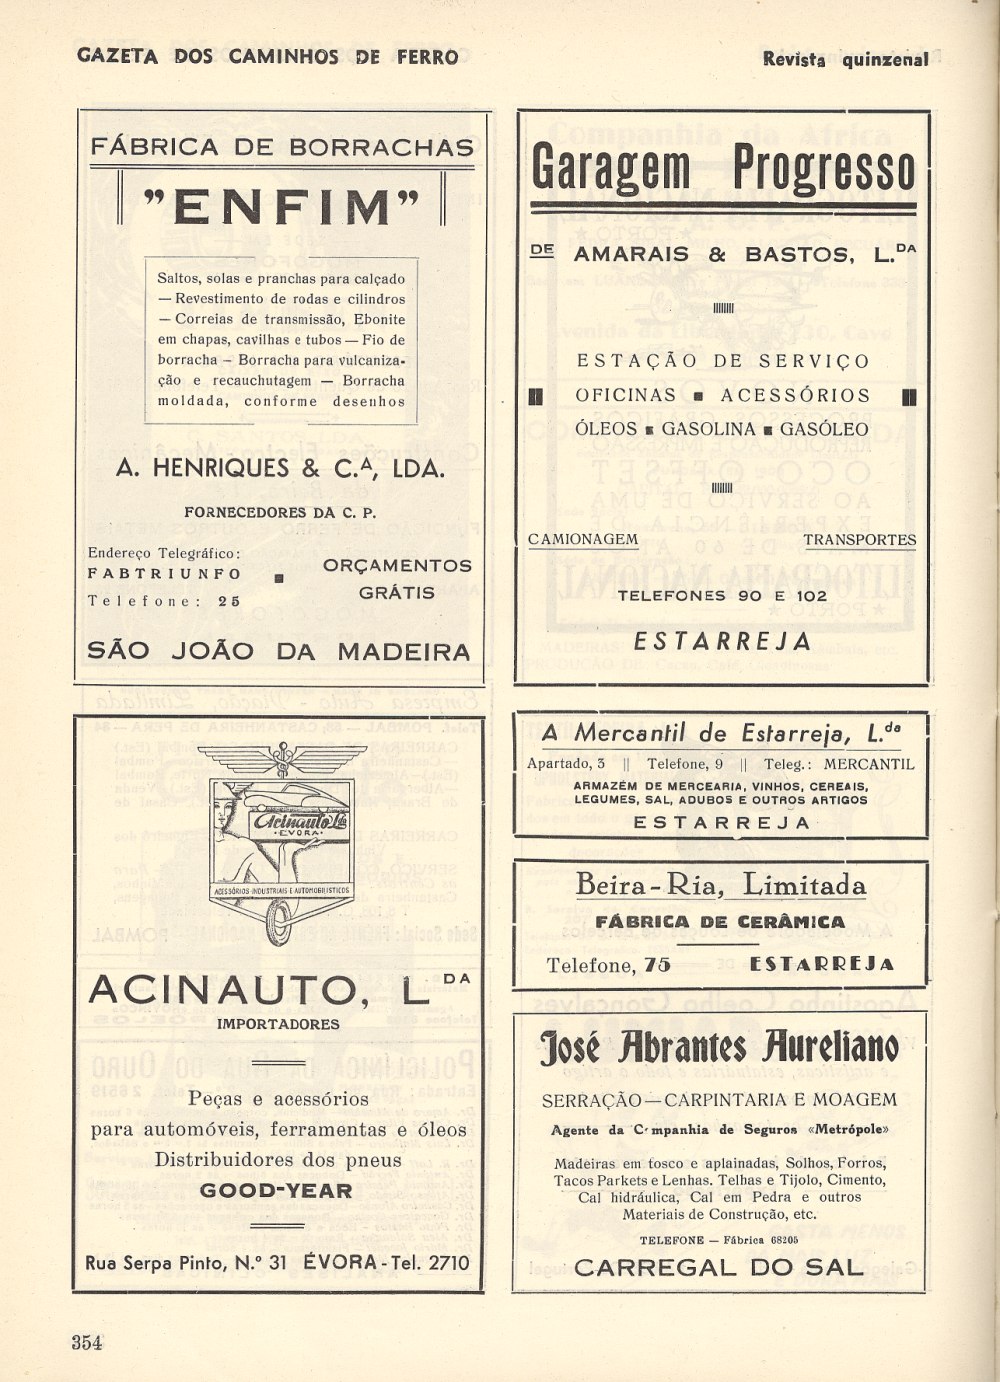 GAZETA DOS CAMINHOS DE FERRO
Revista quinzenal
FÁBRICA DE BORRACHAS
”ENFIM”
Saltos, solas e pranchas para calçado
— Revestimento de rodas e cilindros
— Correias de transmissão, Ebonite
em chapas, cavilhas e tubos — Fio de
borracha — Borracha para vulcaniza-
ção e recauchutagem — Borracha
moldada, conforme desenhos
A. HENRIQUES & C.ª, LDA.
FORNECEDORES DA C. P.
Endereço Telegráfico:
FABTRIUNFO
Telefone: 25
ORÇAMENTOS
GRÁTIS
SÃO JOÃO DA MADEIRA
Garagem Progresso
DE AMARAIS & BASTOS, L.DA
ESTAÇÃO DE SERVIÇO
OFICINAS ■ ACESSÓRIOS
ÓLEOS ■ GASOLINA ■ GASÓLEO
CAMIONAGEM
TRANSPORTES
TELEFONES 90 E 102
ESTARREJA
Acinauto Lda
·EVORA·
ACESSÓRIOS INDUSTRIAIS E AUTOMOBILISTICOS
ACINAUTO, LDA
IMPORTADORES
Peças e acessórios
para automóveis, ferramentas e óleos
Distribuidores dos pneus
GOOD-YEAR
Rua Serpa Pinto, N.º 31 ÉVORA - Tel. 2710
A Mercantil de Estarreja, L.da
Apartado, 3 || Telefone, 9 || Teleg.: MERCANTIL
ARMAZÉM DE MERCEARIA, VINHOS, CEREAIS,
LEGUMES, SAL, ADUBOS E OUTROS ARTIGOS
ESTARREJA
Beira-Ria, Limitada
FÁBRICA DE CERÂMICA
Telefone, 75 ESTARREJA
José Abrantes Aureliano
SERRAÇÃO — CARPINTARIA E MOAGEM
Agente da Companhia de Seguros «Metrópole»
Madeiras em tosco e aplainadas, Solhos, Forros,
Tacos Parkets e Lenhas. Telhas e Tijolo, Cimento,
Cal hidráulica, Cal em Pedra e outros
Materiais de Construção, etc.
TELEFONE — Fábrica 68205
CARREGAL DO SAL
354